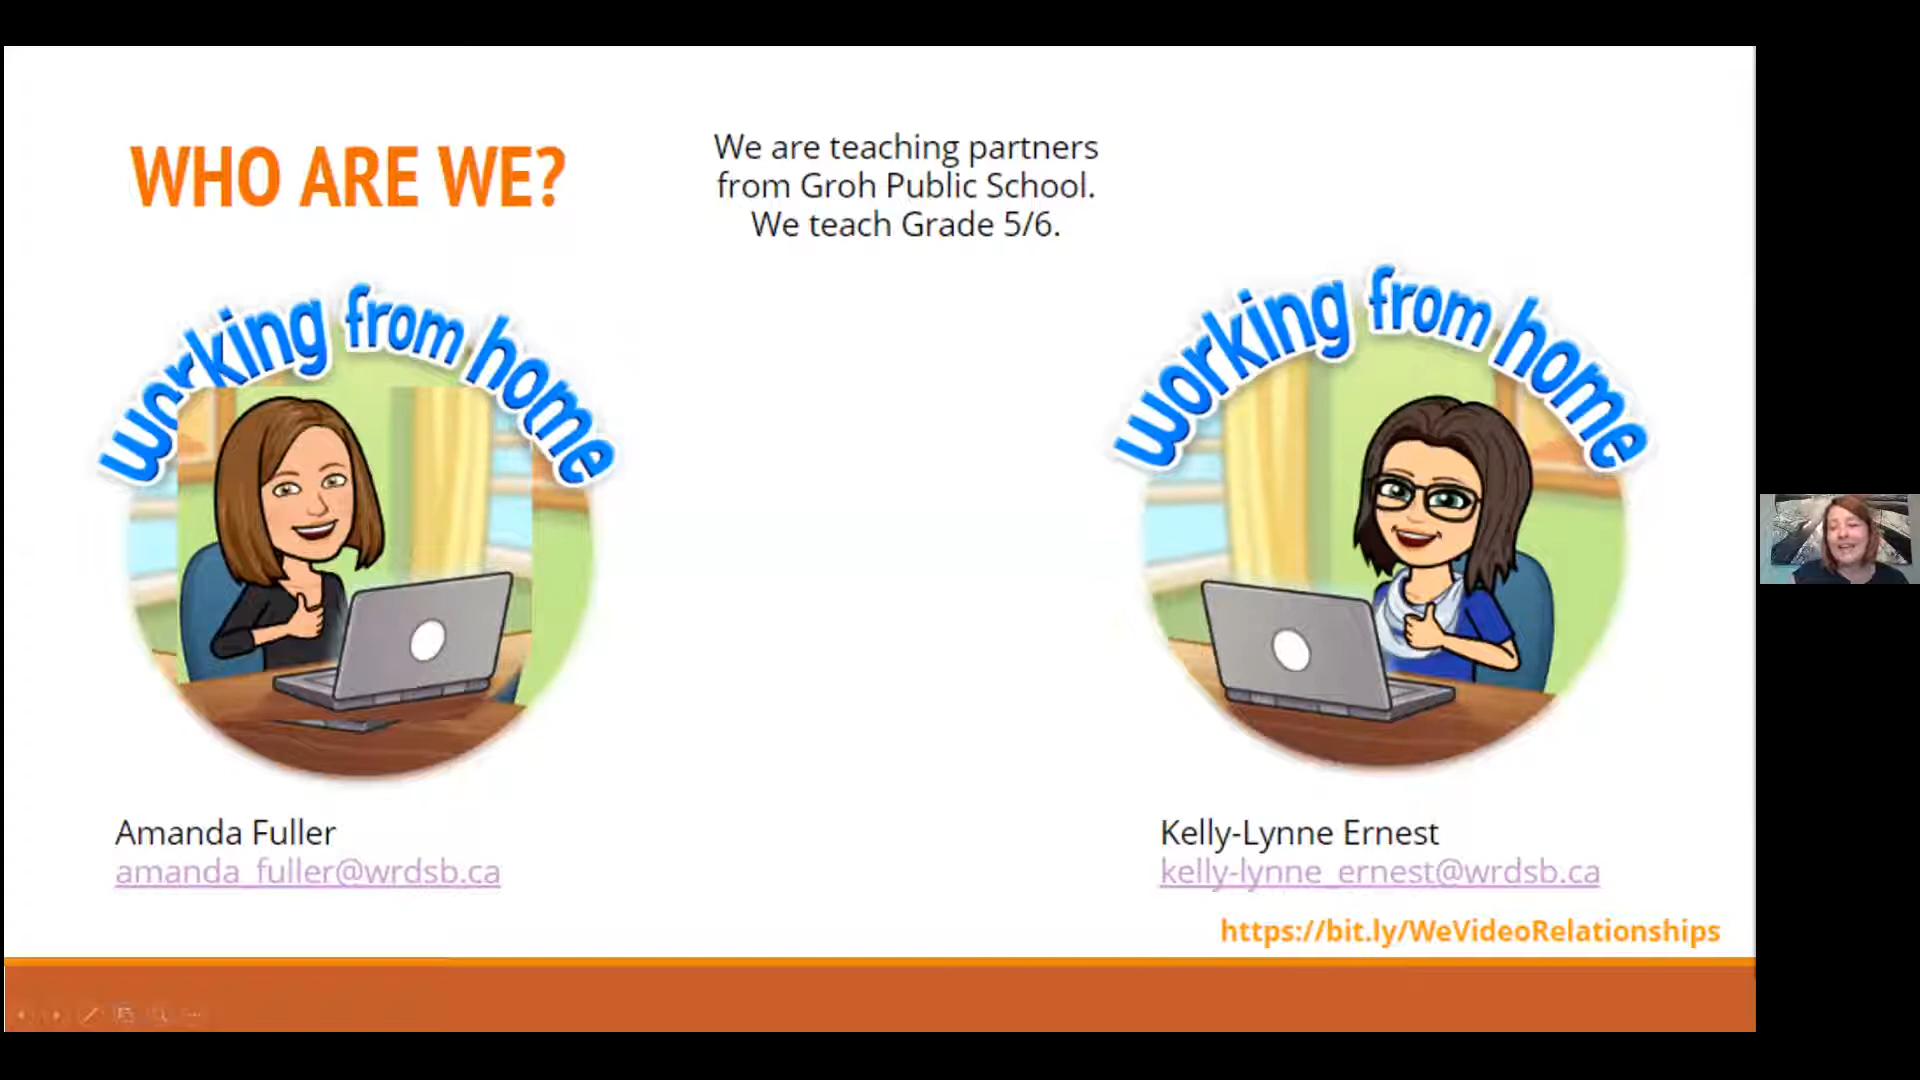 WHO ARE WE?
We are teaching partners
from Groh Public School.
We teach Grade 5/6.
working from home
working from home
Amanda Fuller
amanda_fuller@wrdsb.ca
Kelly-Lynne Ernest
kelly-lynne_ernest@wrdsb.ca
https://bit.ly/WeVideoRelationships